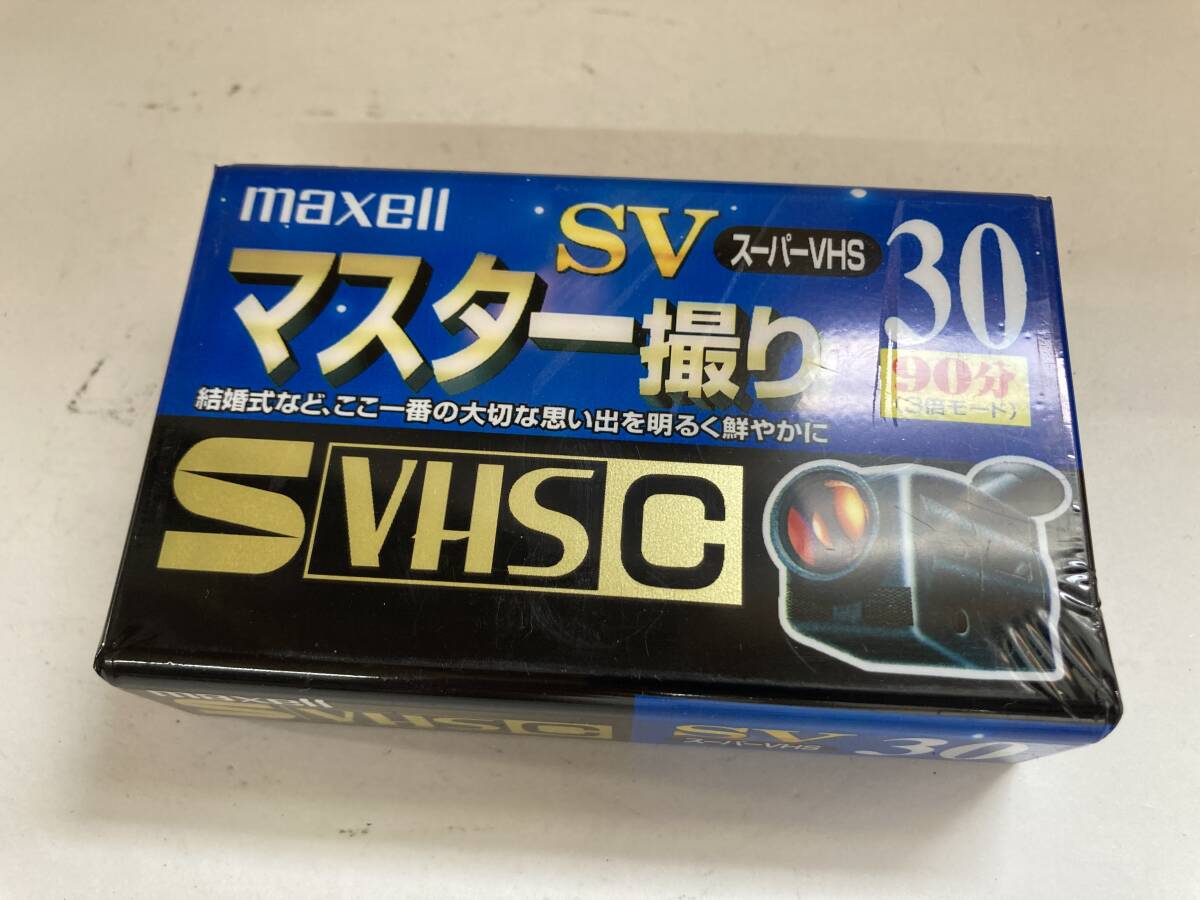 maxell
SV スーパーVHS 30
マスター撮り
90分
(3倍モード)
結婚式など、ここ一番の大切な思い出を明るく鮮やかに
S VHS C
maxell
S VHS C SV スーパーVHS 30